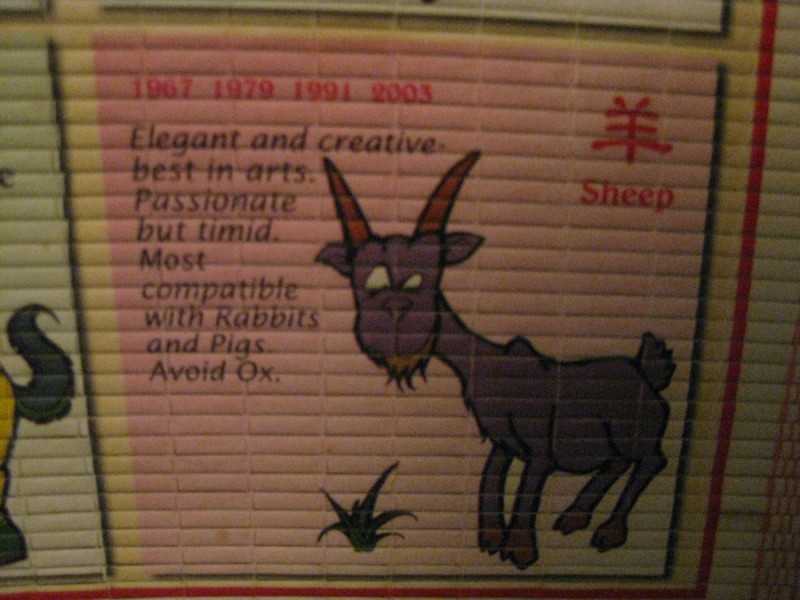 1967 1979 1991 2003
羊
Sheep
Elegant and creative-
best in arts.
Passionate
but timid.
Most
compatible
with Rabbits
and Pigs.
Avoid Ox.